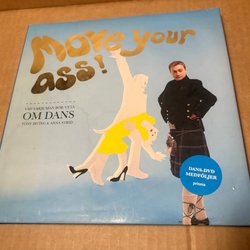 Move your
ass!
VAD VARJE MAN BÖR VETA
OM DANS
TONY IRVING & ANNA STRID
DANS-DVD
MEDFÖLJER
prisma